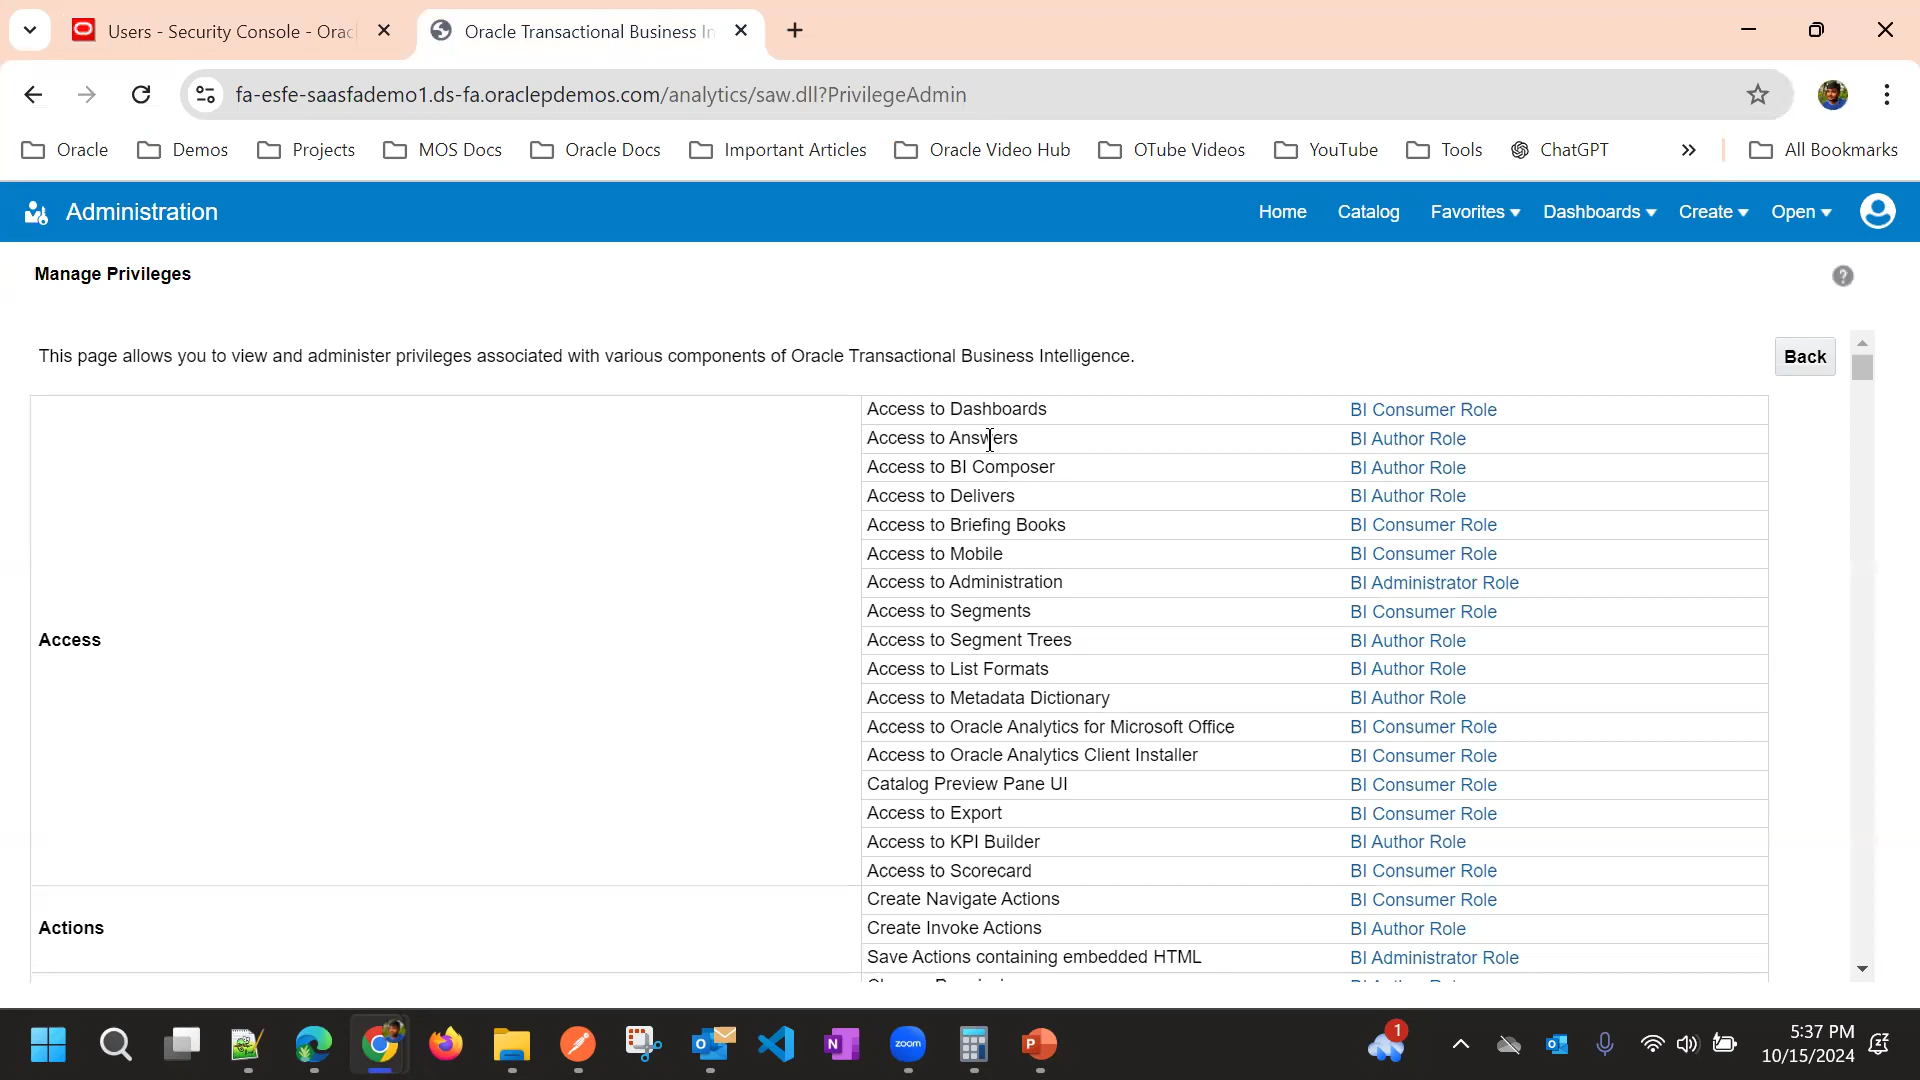 Users - Security Console - Orac
Oracle Transactional Business In
fa-esfe-saasfademo1.ds-fa.oraclepdemos.com/analytics/saw.dll?PrivilegeAdmin
Oracle
Demos
Projects
MOS Docs
Oracle Docs
Important Articles
Oracle Video Hub
OTube Videos
YouTube
Tools
ChatGPT
All Bookmarks
Administration
Home
Catalog
Favorites
Dashboards
Create
Open
Manage Privileges
This page allows you to view and administer privileges associated with various components of Oracle Transactional Business Intelligence.
Back
Access
Access to Dashboards BI Consumer Role
Access to Answers BI Author Role
Access to BI Composer BI Author Role
Access to Delivers BI Author Role
Access to Briefing Books BI Consumer Role
Access to Mobile BI Consumer Role
Access to Administration BI Administrator Role
Access to Segments BI Consumer Role
Access to Segment Trees BI Author Role
Access to List Formats BI Author Role
Access to Metadata Dictionary BI Author Role
Access to Oracle Analytics for Microsoft Office BI Consumer Role
Access to Oracle Analytics Client Installer BI Consumer Role
Catalog Preview Pane UI BI Consumer Role
Access to Export BI Consumer Role
Access to KPI Builder BI Author Role
Access to Scorecard BI Consumer Role
Actions
Create Navigate Actions BI Consumer Role
Create Invoke Actions BI Author Role
Save Actions containing embedded HTML BI Administrator Role
zoom
1
5:37 PM
10/15/2024